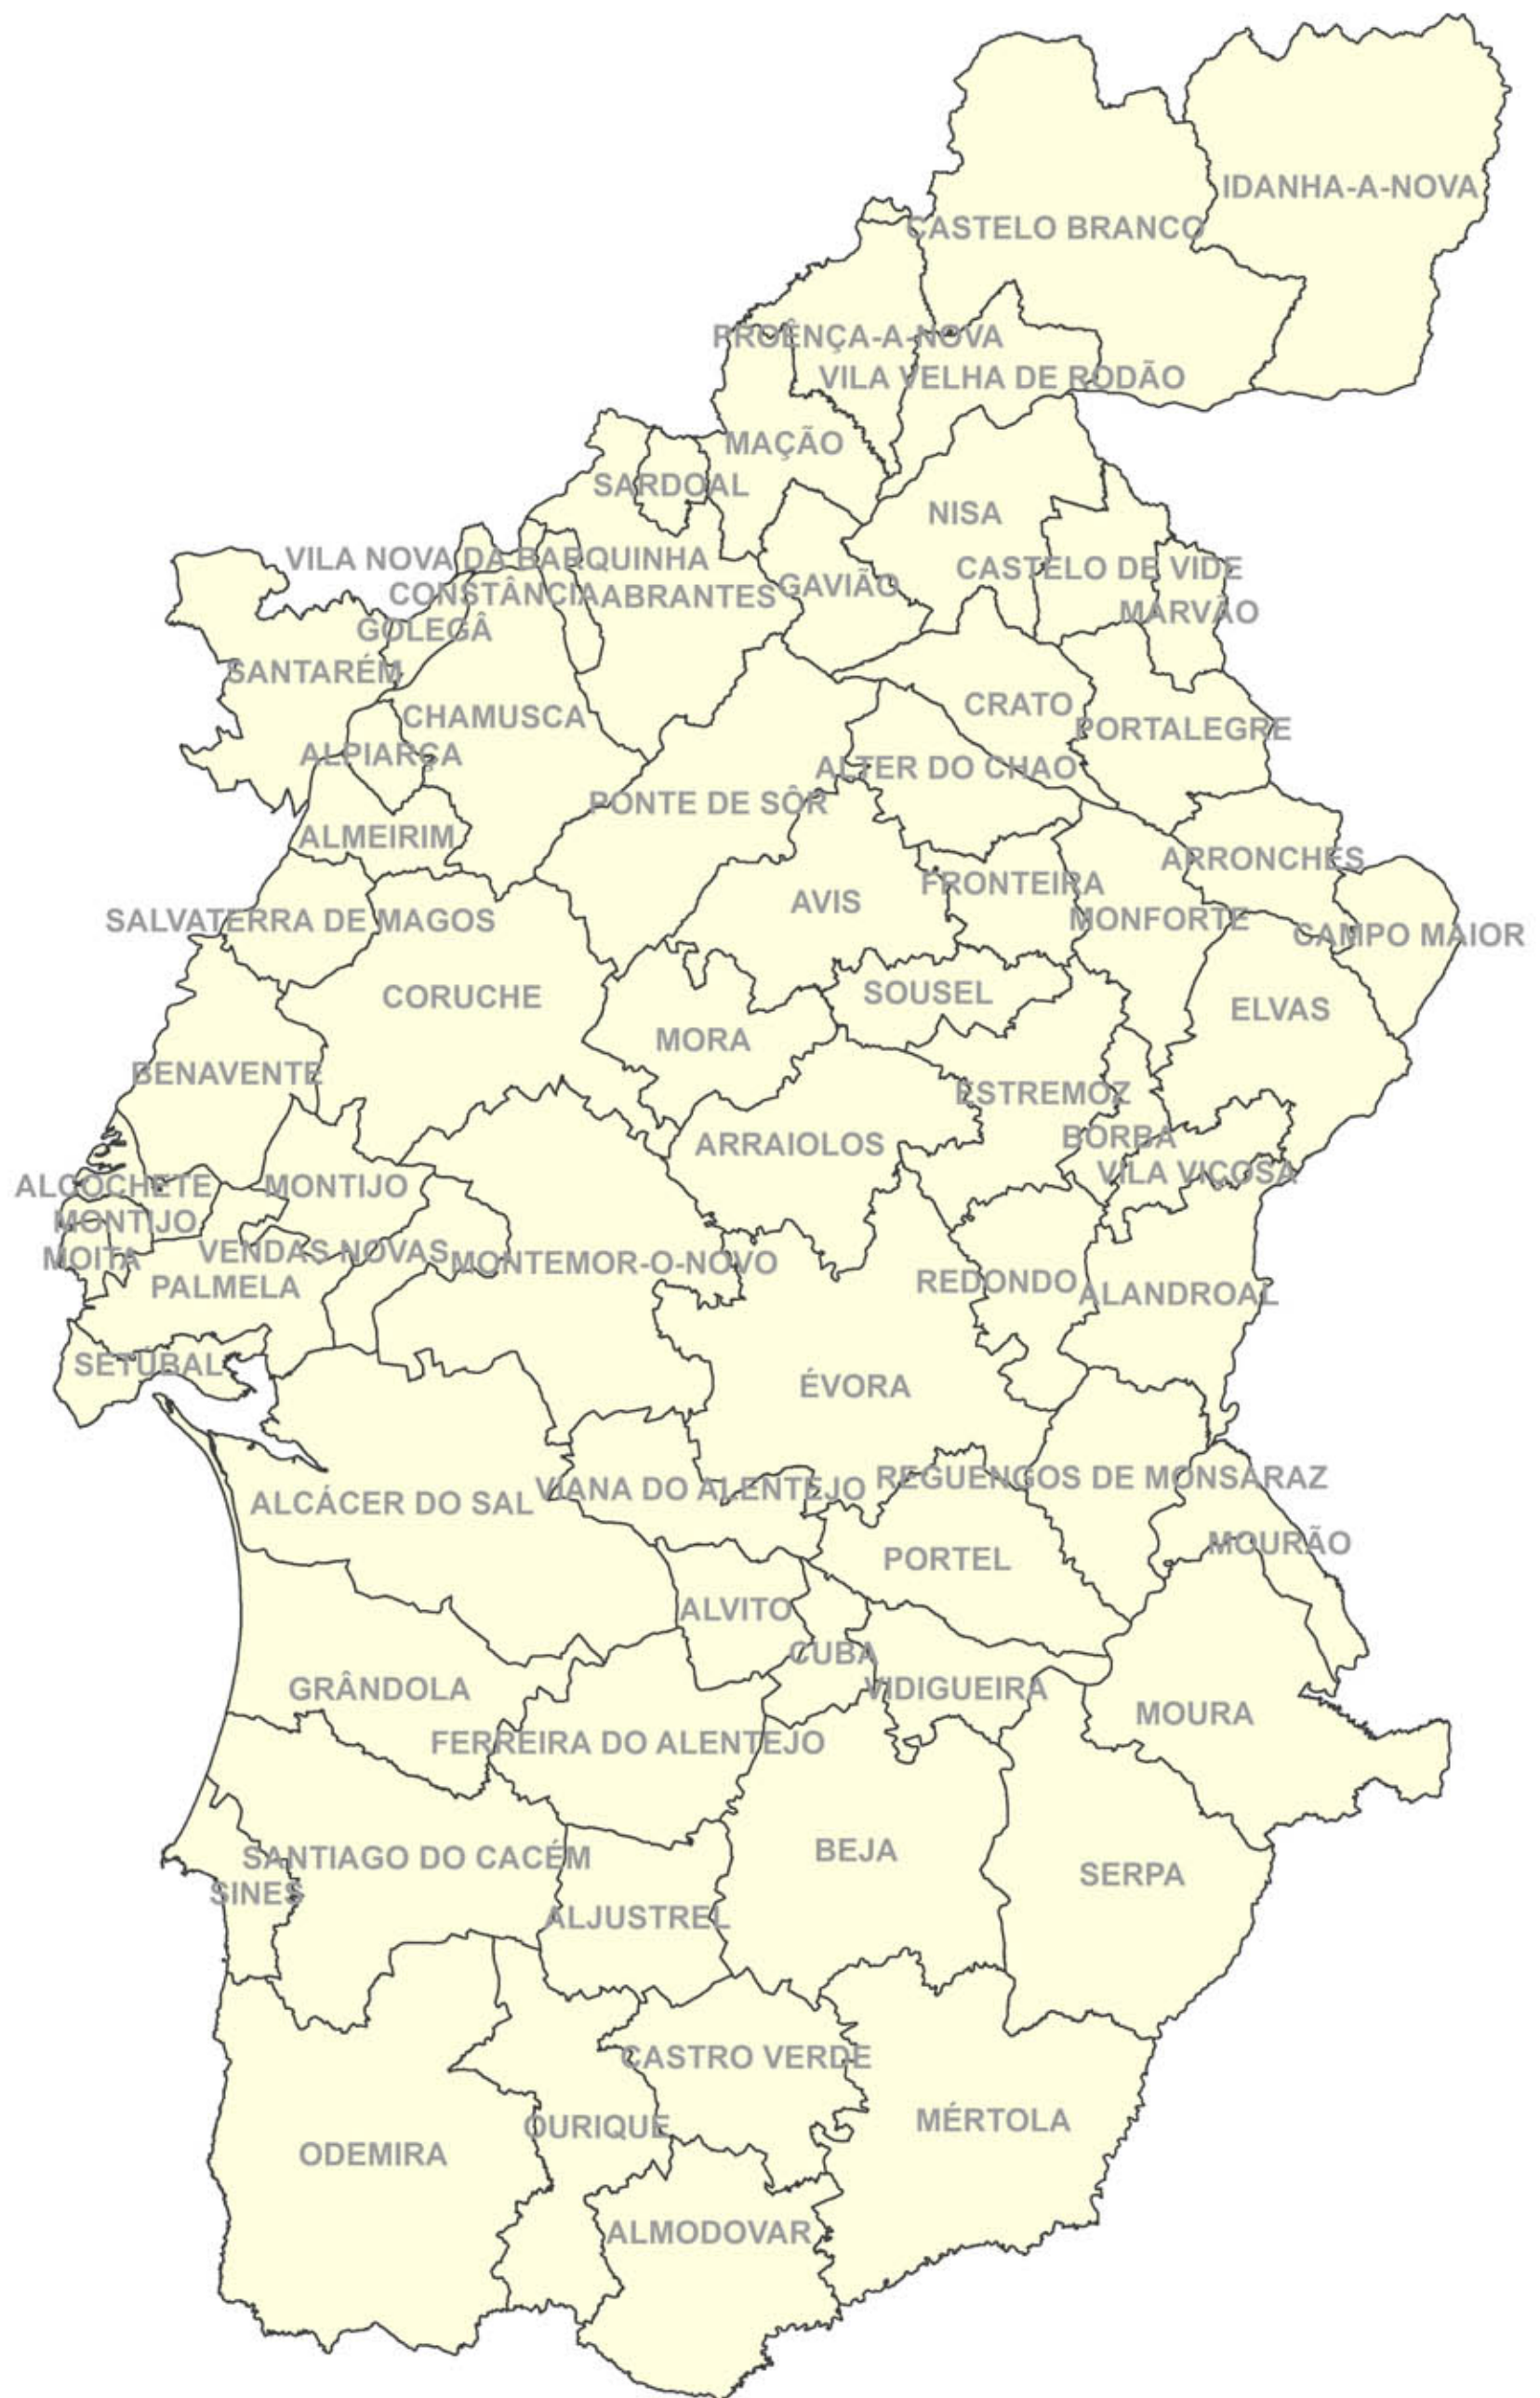 IDANHA-A-NOVA
CASTELO BRANCO
PROÊNÇA-A-NOVA
VILA VELHA DE RODÃO
MAÇÃO
SARDOAL
NISA
VILA NOVA DA BARQUINHA
CASTELO DE VIDE
GAVIÃO
CONSTÂNCIA
ABRANTES
MARVÃO
GOLEGÃ
SANTARÉM
CRATO
CHAMUSCA
PORTALEGRE
ALPIARÇA
ALTER DO CHAO
PONTE DE SÔR
ALMEIRIM
ARRONCHES
FRONTEIRA
AVIS
SALVATERRA DE MAGOS
MONFORTE
CAMPO MAIOR
SOUSEL
CORUCHE
ELVAS
MORA
BENAVENTE
ESTREMOZ
BORBA
ARRAIOLOS
VILA VIÇOSA
ALCOCHETE
MONTIJO
MONTIJO
VENDAS NOVAS
MOITA
MONTEMOR-O-NOVO
REDONDO
PALMELA
ALANDROAL
SETÚBAL
ÉVORA
REGUENGOS DE MONSARAZ
VIANA DO ALENTEJO
ALCÁCER DO SAL
MOURÃO
PORTEL
ALVITO
CUBA
GRÂNDOLA
VIDIGUEIRA
MOURA
FERREIRA DO ALENTEJO
BEJA
SANTIAGO DO CACÉM
SERPA
SINES
ALJUSTREL
CASTRO VERDE
MÉRTOLA
OURIQUE
ODEMIRA
ALMODOVAR